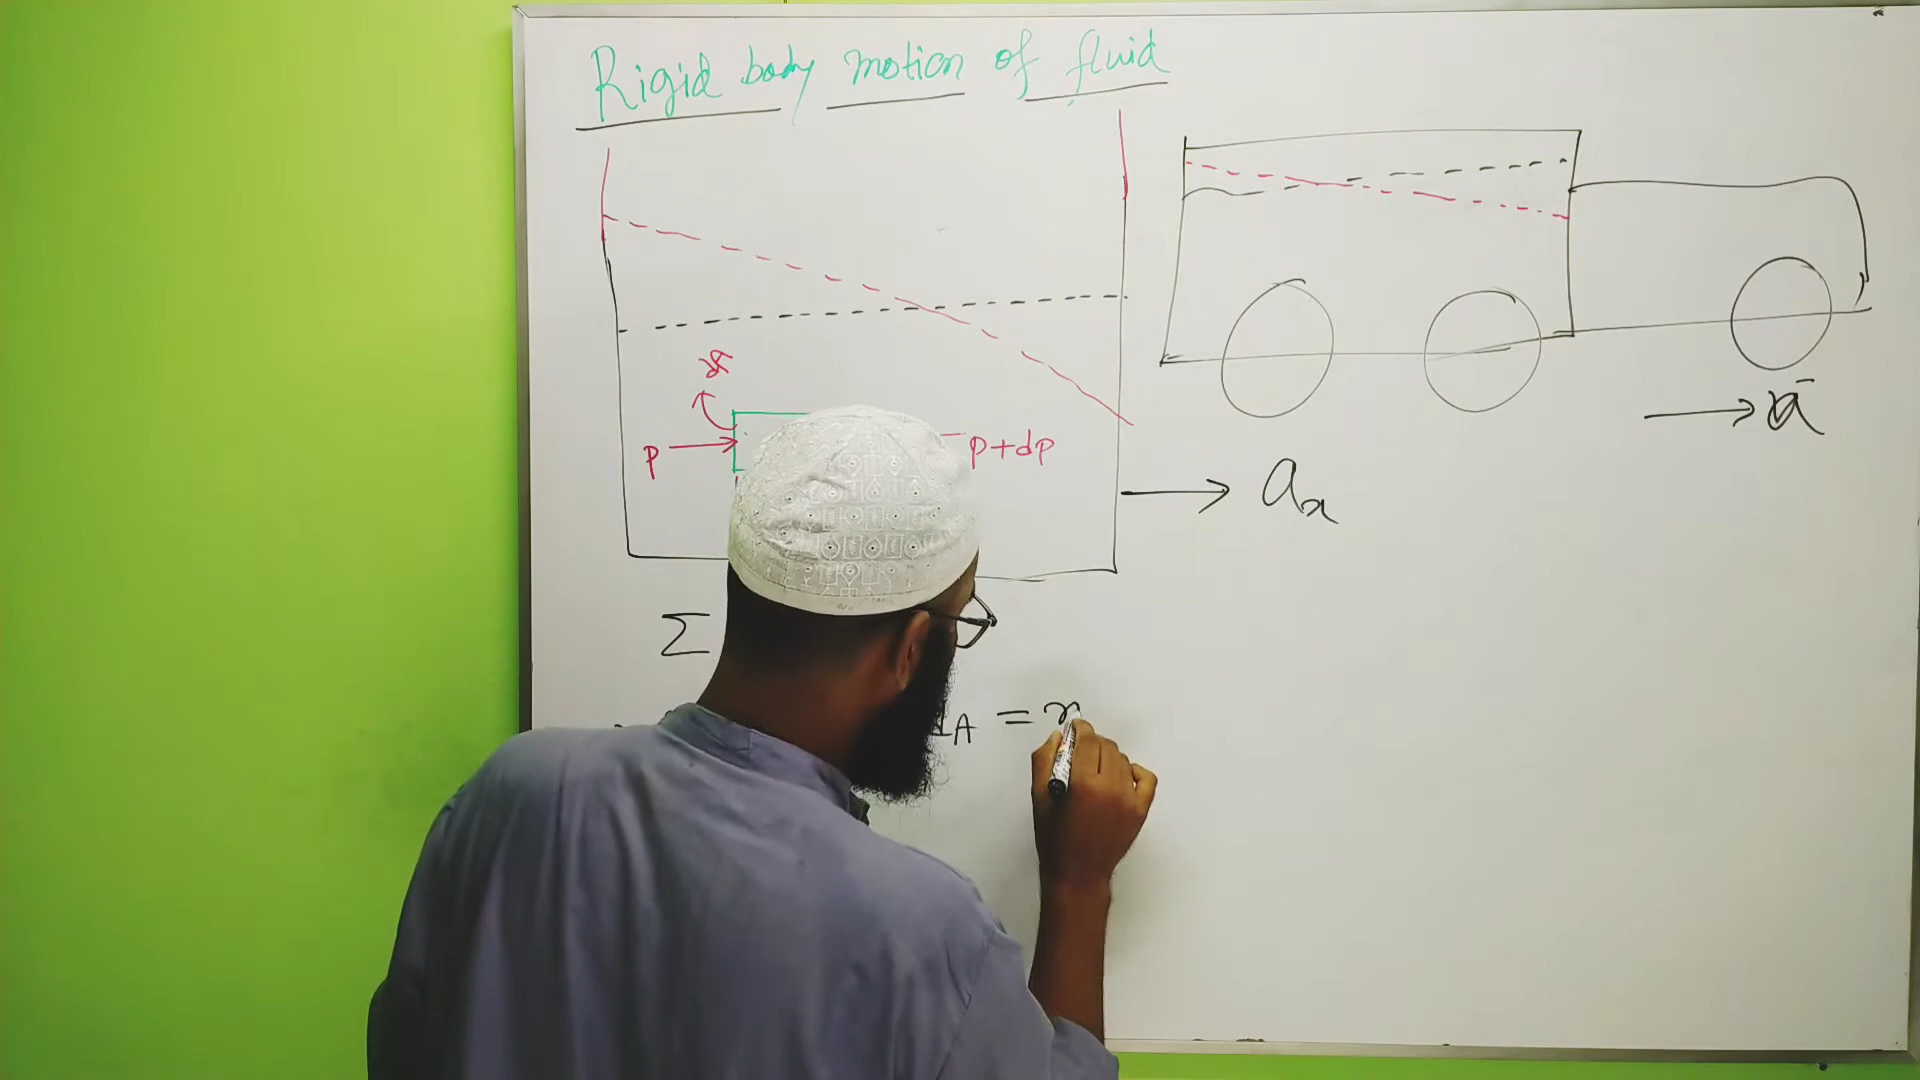 Rigid body motion of fluid
P
p+dp
a
aₓ
Σ
A =